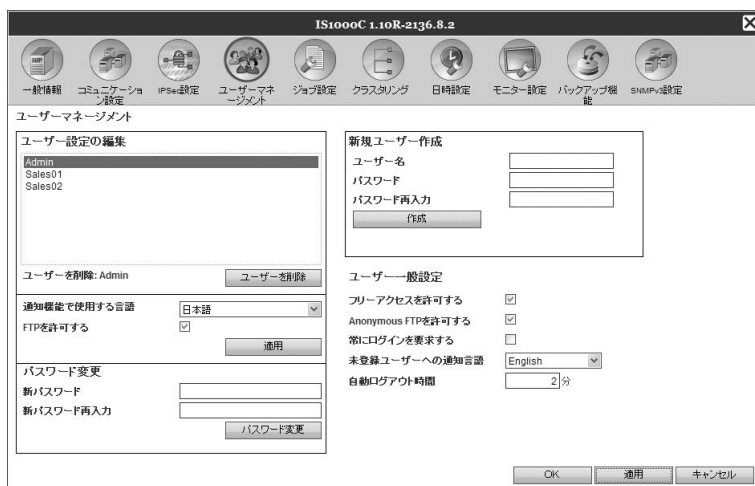 IS1000C 1.10R-2136.8.2
一般情報
コミュニケーション設定
IPSec設定
ユーザーマネージメント
ジョブ設定
クラスタリング
日時設定
モニター設定
バックアップ機能
SNMPv3設定
ユーザーマネージメント
ユーザー設定の編集
Admin
Sales01
Sales02
ユーザーを削除: Admin
ユーザーを削除
通知機能で使用する言語
日本語
FTPを許可する
適用
パスワード変更
新パスワード
新パスワード再入力
パスワード変更
新規ユーザー作成
ユーザー名
パスワード
パスワード再入力
作成
ユーザー一般設定
フリーアクセスを許可する
Anonymous FTPを許可する
常にログインを要求する
未登録ユーザーへの通知言語
English
自動ログアウト時間
2 分
OK
適用
キャンセル